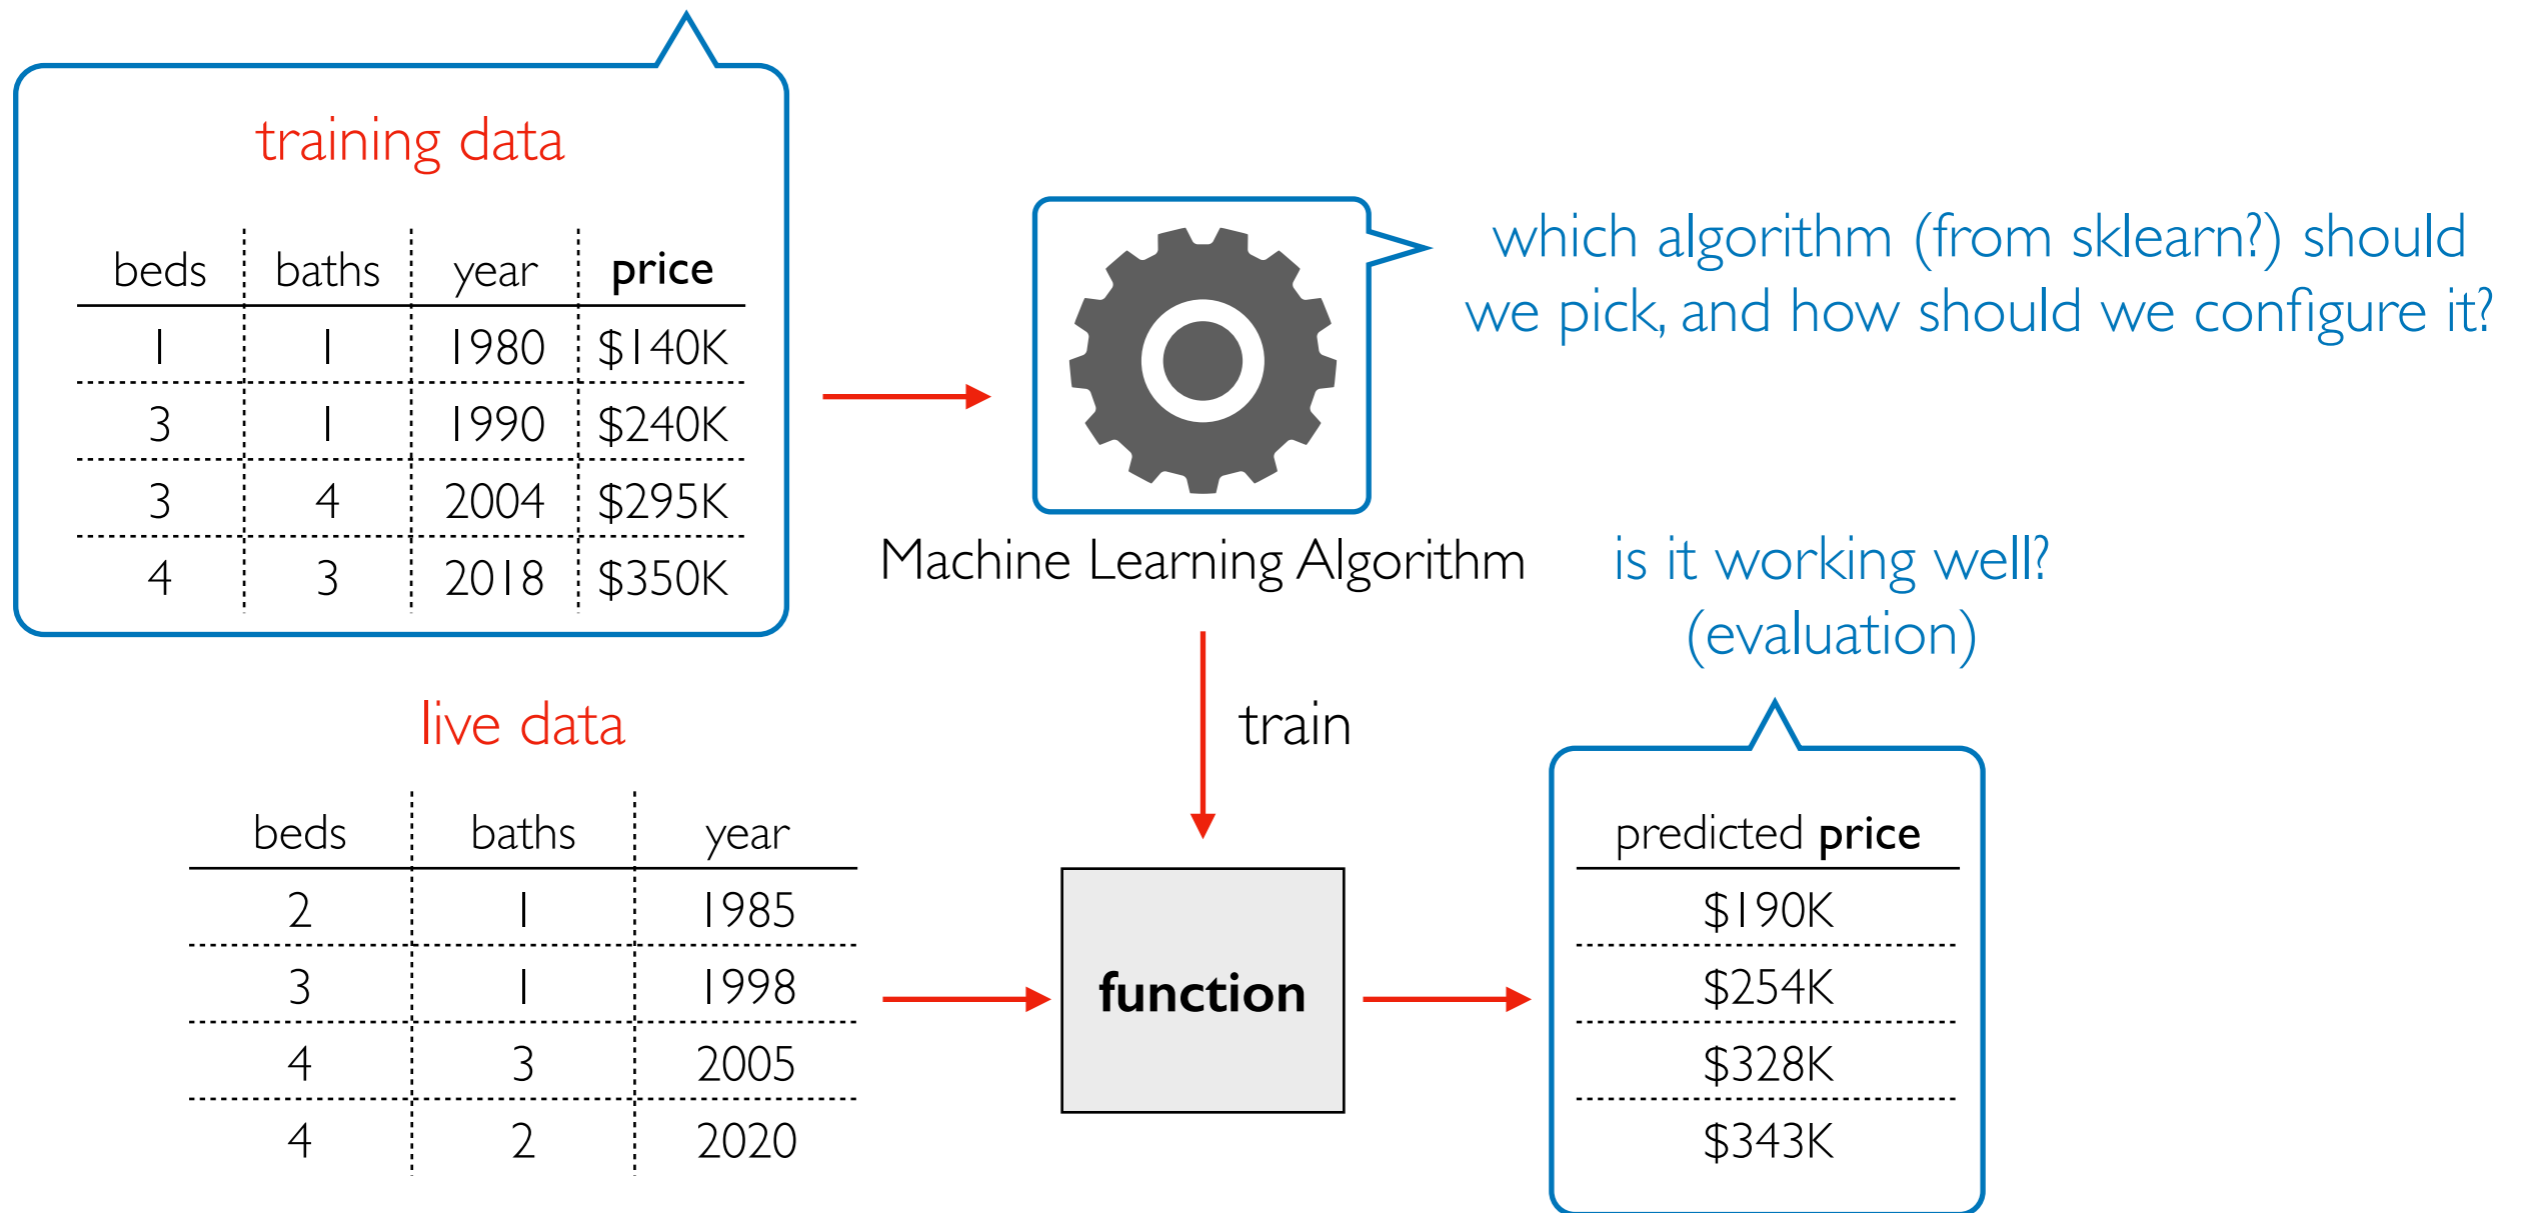 training data
beds baths year price
1 1 1980 $140K
3 1 1990 $240K
3 4 2004 $295K
4 3 2018 $350K
which algorithm (from sklearn?) should
we pick, and how should we configure it?
Machine Learning Algorithm
is it working well?
(evaluation)
train
live data
beds baths year
2 1 1985
3 1 1998
4 3 2005
4 2 2020
function
predicted price
$190K
$254K
$328K
$343K